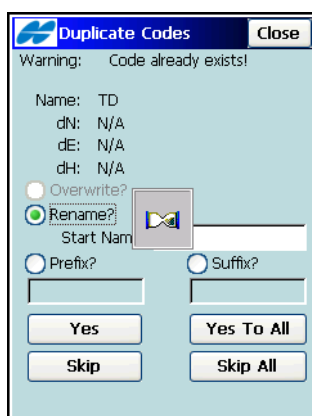 Duplicate Codes Close
Warning: Code already exists!
Name: TD
dN: N/A
dE: N/A
dH: N/A
Overwrite?
Rename?
Start Nam
Prefix? Suffix?
Yes Yes To All
Skip Skip All